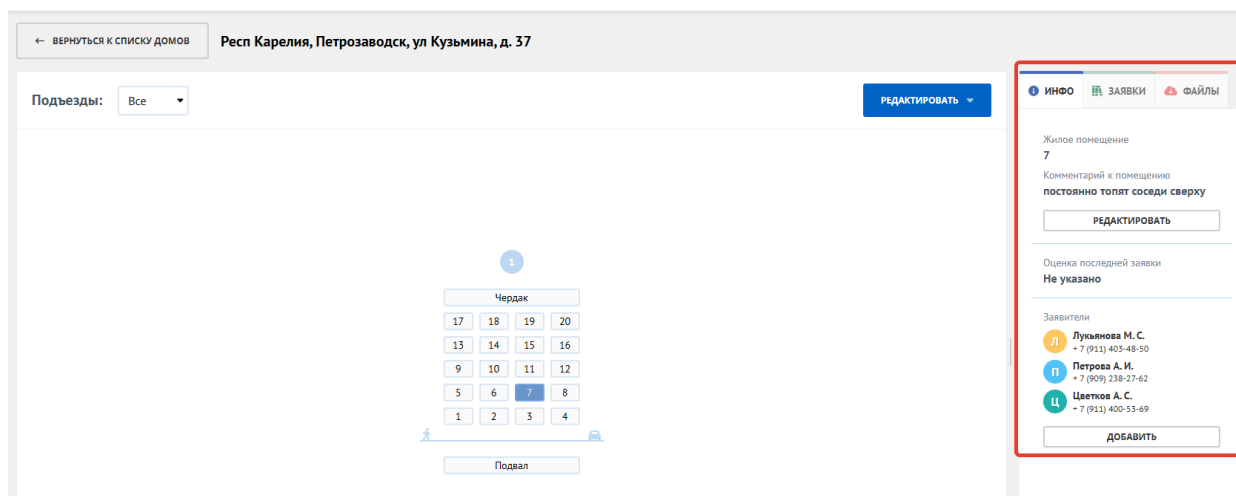 ← ВЕРНУТЬСЯ К СПИСКУ ДОМОВ
Респ Карелия, Петрозаводск, ул Кузьмина, д. 37
Подъезды:
Все
РЕДАКТИРОВАТЬ
ИНФО
ЗАЯВКИ
ФАЙЛЫ
1
Чердак
17 18 19 20
13 14 15 16
9 10 11 12
5 6 7 8
1 2 3 4
Подвал
Жилое помещение
7
Комментарий к помещению
постоянно топят соседи сверху
РЕДАКТИРОВАТЬ
Оценка последней заявки
Не указано
Заявители
Л
Лукьянова М. С.
+ 7 (911) 403-48-50
П
Петрова А. И.
+ 7 (909) 238-27-62
Ц
Цветков А. С.
+ 7 (911) 400-53-69
ДОБАВИТЬ